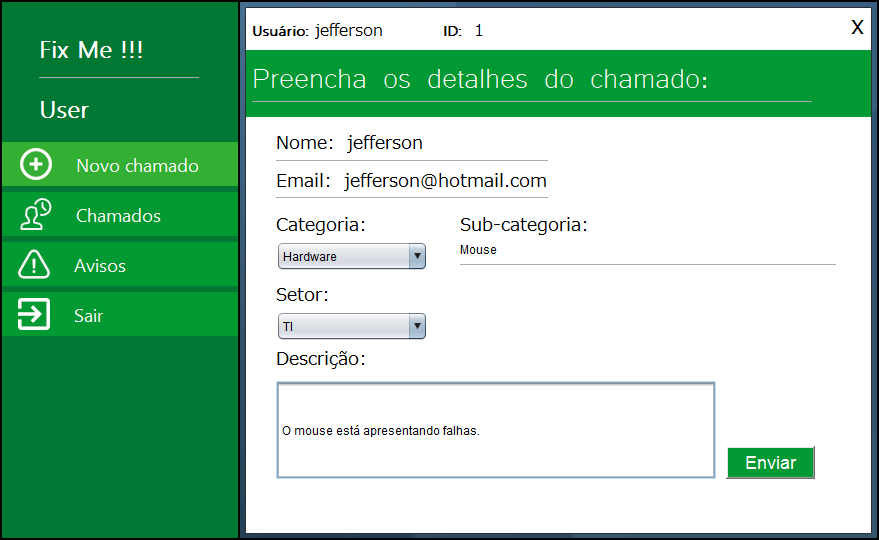 Fix Me !!!
User
Novo chamado
Chamados
Avisos
Sair
Usuário: jefferson ID: 1 X
Preencha os detalhes do chamado:
Nome: jefferson
Email: jefferson@hotmail.com
Categoria: Sub-categoria:
Hardware Mouse
Setor:
TI
Descrição:
O mouse está apresentando falhas.
Enviar